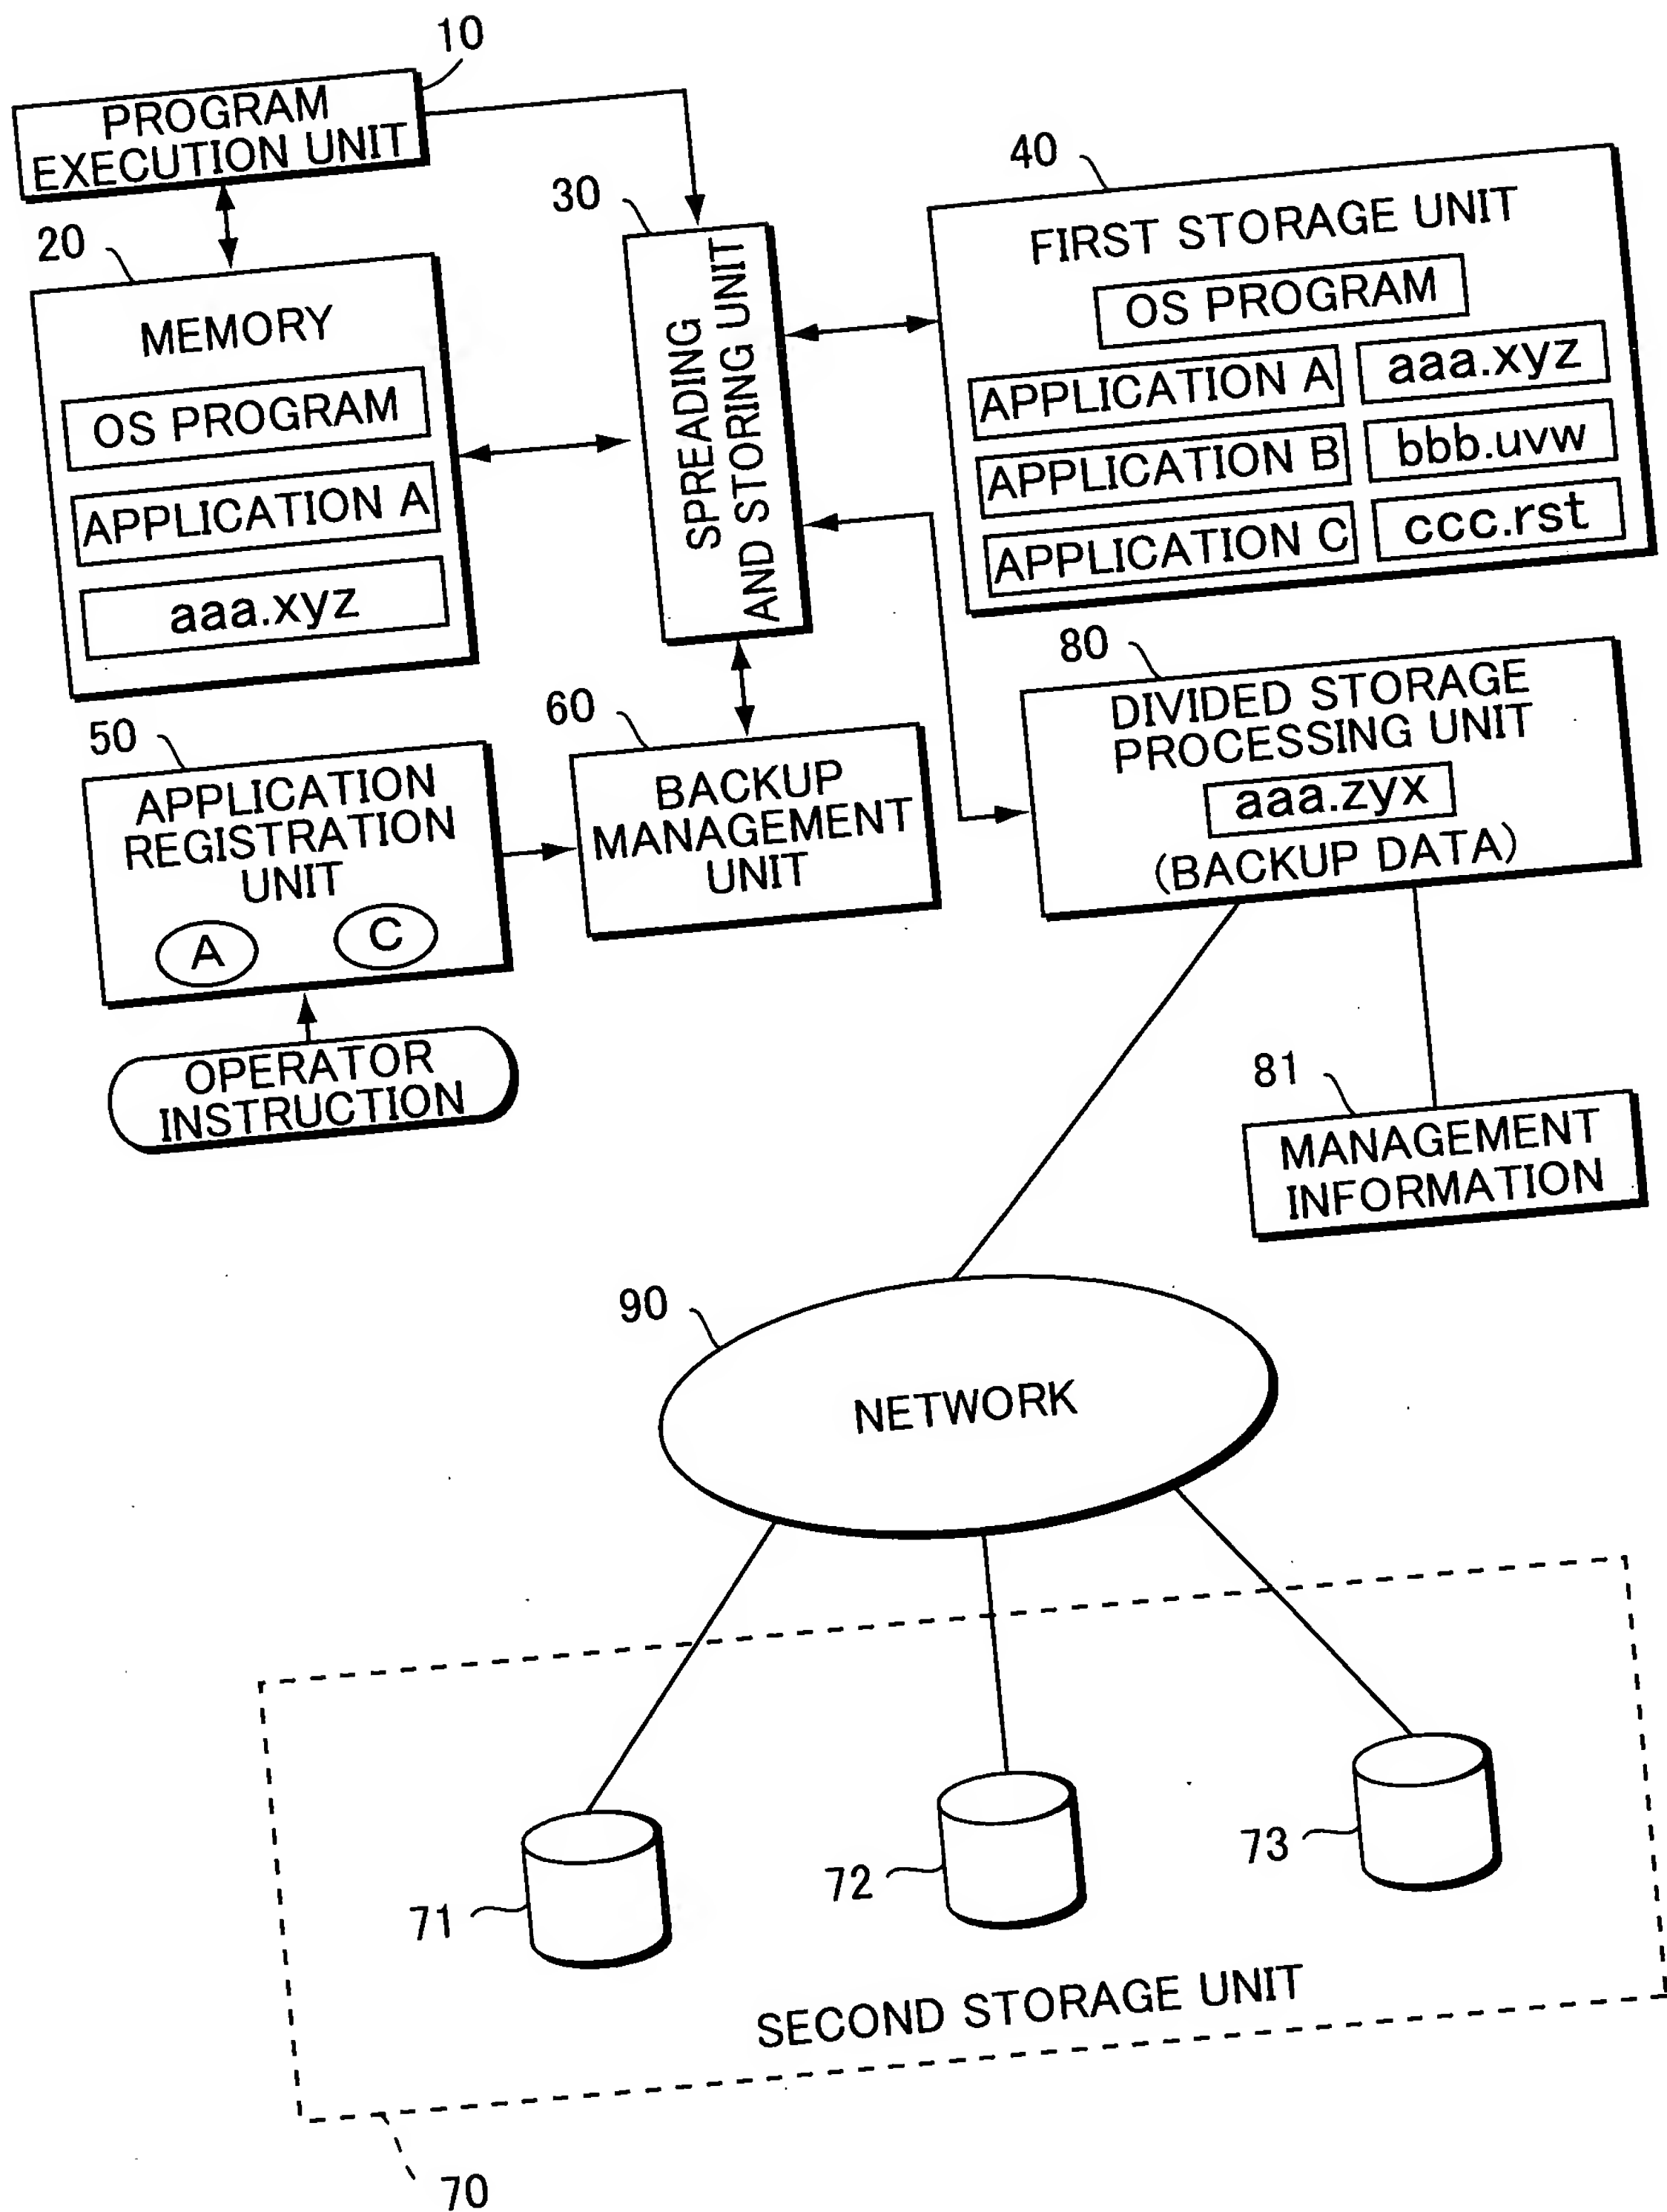 10
PROGRAM
EXECUTION UNIT
20
MEMORY
OS PROGRAM
APPLICATION A
aaa.xyz
30
SPREADING
AND STORING UNIT
40
FIRST STORAGE UNIT
OS PROGRAM
APPLICATION A
aaa.xyz
APPLICATION B
bbb.uvw
APPLICATION C
ccc.rst
50
APPLICATION
REGISTRATION
UNIT
A
C
OPERATOR
INSTRUCTION
60
BACKUP
MANAGEMENT
UNIT
80
DIVIDED STORAGE
PROCESSING UNIT
aaa.zyx
(BACKUP DATA)
81
MANAGEMENT
INFORMATION
90
NETWORK
71
72
73
SECOND STORAGE UNIT
70